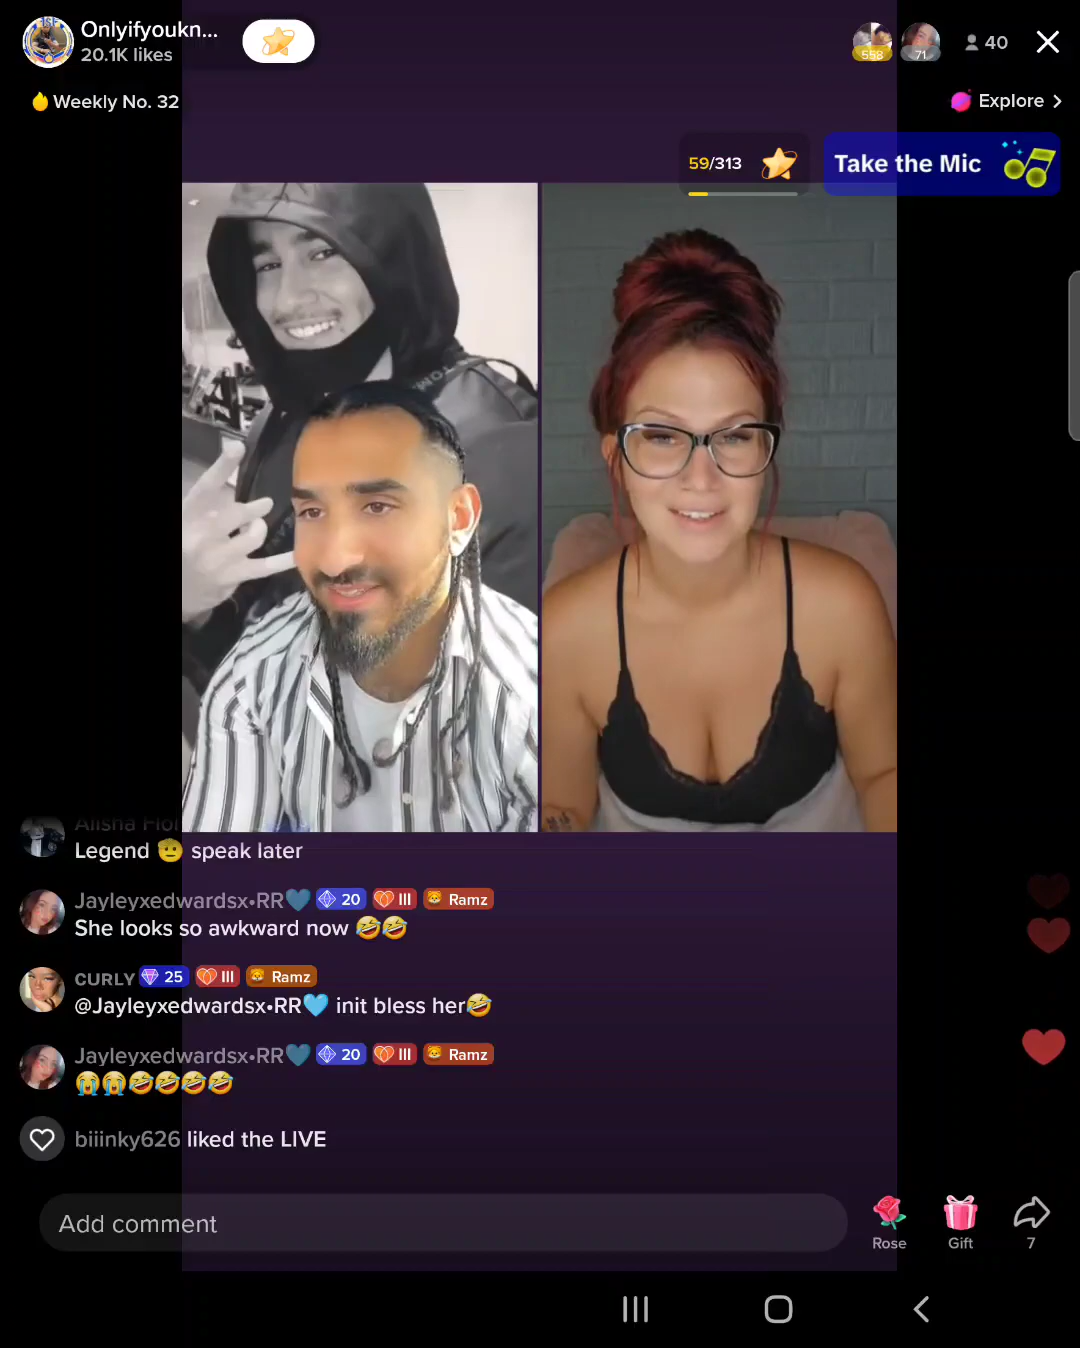 Onlyifyoukn...
20.1K likes
558
71
40
Weekly No. 32
Explore >
59/313
Take the Mic
Legend 🫡 speak later
Jayleyxedwardsx•RR💙 20 III Ramz
She looks so awkward now 🤣🤣
CURLY 25 III Ramz
@Jayleyxedwardsx•RR🩵 init bless her🤣
Jayleyxedwardsx•RR💙 20 III Ramz
😭😭🤣🤣🤣🤣
biiinky626 liked the LIVE
Add comment
Rose
Gift
7